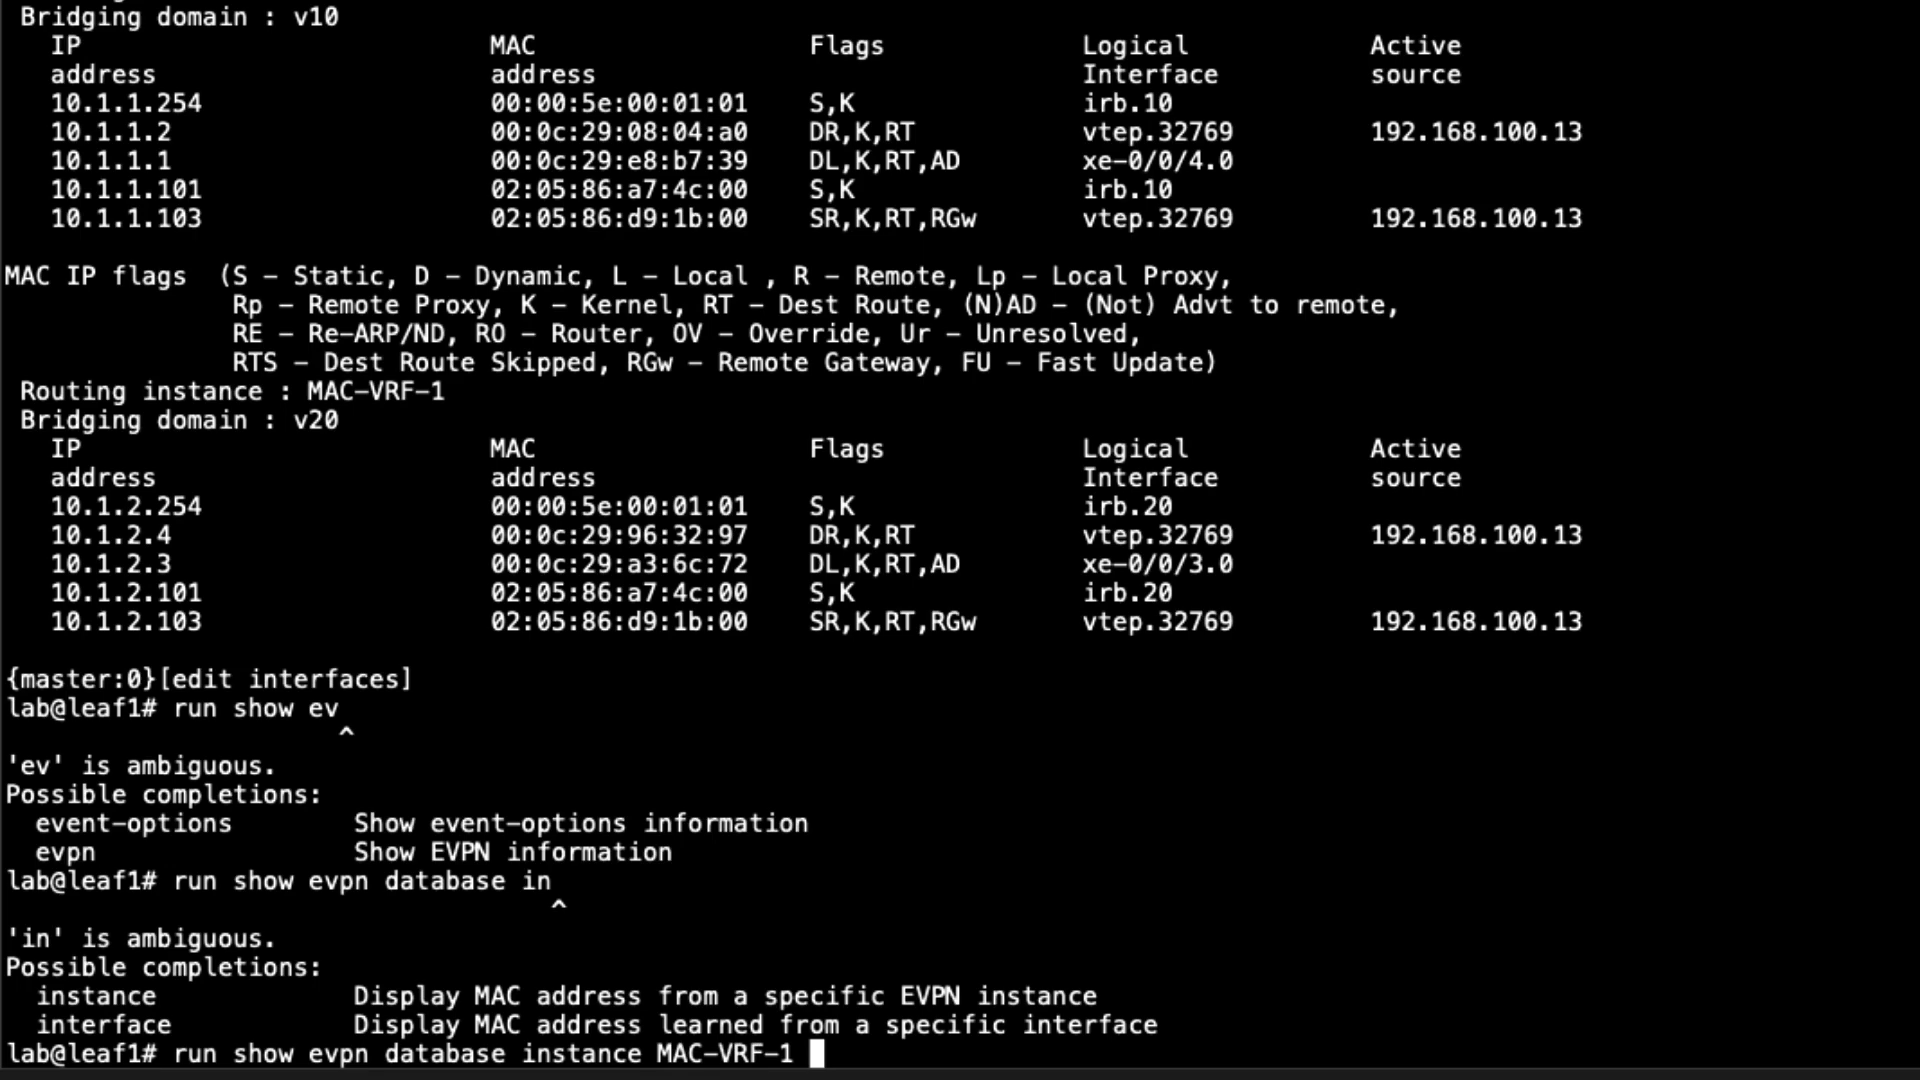 Bridging domain : v10
IP MAC Flags Logical Active
address address Interface source
10.1.1.254 00:00:5e:00:01:01 S,K irb.10
10.1.1.2 00:0c:29:08:04:a0 DR,K,RT vtep.32769 192.168.100.13
10.1.1.1 00:0c:29:e8:b7:39 DL,K,RT,AD xe-0/0/4.0
10.1.1.101 02:05:86:a7:4c:00 S,K irb.10
10.1.1.103 02:05:86:d9:1b:00 SR,K,RT,RGw vtep.32769 192.168.100.13
MAC IP flags (S - Static, D - Dynamic, L - Local , R - Remote, Lp - Local Proxy,
Rp - Remote Proxy, K - Kernel, RT - Dest Route, (N)AD - (Not) Advt to remote,
RE - Re-ARP/ND, RO - Router, OV - Override, Ur - Unresolved,
RTS - Dest Route Skipped, RGw - Remote Gateway, FU - Fast Update)
Routing instance : MAC-VRF-1
Bridging domain : v20
IP MAC Flags Logical Active
address address Interface source
10.1.2.254 00:00:5e:00:01:01 S,K irb.20
10.1.2.4 00:0c:29:96:32:97 DR,K,RT vtep.32769 192.168.100.13
10.1.2.3 00:0c:29:a3:6c:72 DL,K,RT,AD xe-0/0/3.0
10.1.2.101 02:05:86:a7:4c:00 S,K irb.20
10.1.2.103 02:05:86:d9:1b:00 SR,K,RT,RGw vtep.32769 192.168.100.13
{master:0}[edit interfaces]
lab@leaf1# run show ev
^
'ev' is ambiguous.
Possible completions:
event-options Show event-options information
evpn Show EVPN information
lab@leaf1# run show evpn database in
^
'in' is ambiguous.
Possible completions:
instance Display MAC address from a specific EVPN instance
interface Display MAC address learned from a specific interface
lab@leaf1# run show evpn database instance MAC-VRF-1